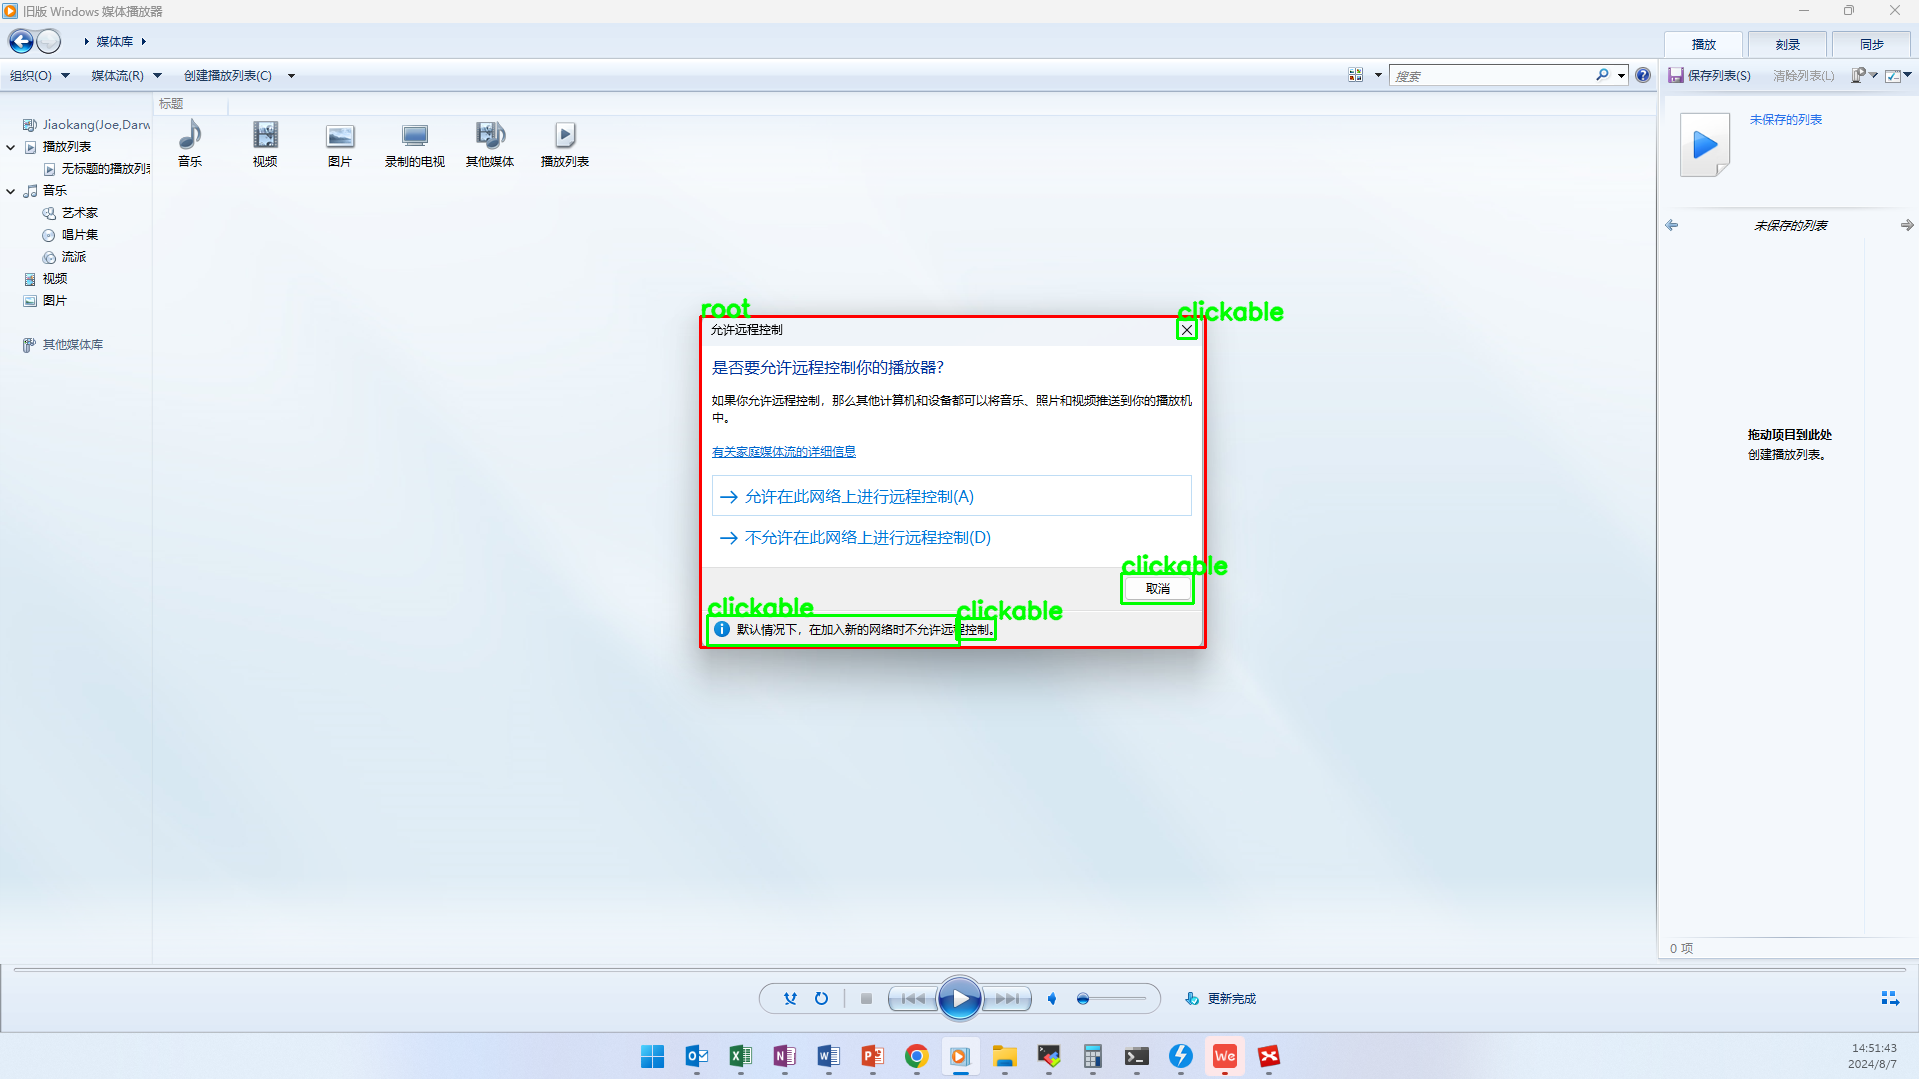 旧版 Windows 媒体播放器
媒体库
播放
刻录
同步
组织(O)
媒体流(R)
创建播放列表(C)
搜索
保存列表(S)
清除列表(L)
标题
Jiaokang(Joe,Darw
播放列表
无标题的播放列表
音乐
艺术家
唱片集
流派
视频
图片
其他媒体库
音乐
视频
图片
录制的电视
其他媒体
播放列表
未保存的列表
未保存的列表
拖动项目到此处
创建播放列表。
0 项
root
clickable
允许远程控制
是否要允许远程控制你的播放器?
如果你允许远程控制，那么其他计算机和设备都可以将音乐、照片和视频推送到你的播放机
中。
有关家庭媒体流的详细信息
允许在此网络上进行远程控制(A)
不允许在此网络上进行远程控制(D)
clickable
取消
clickable
clickable
默认情况下，在加入新的网络时不允许远程控制。
更新完成
We
14:51:43
2024/8/7